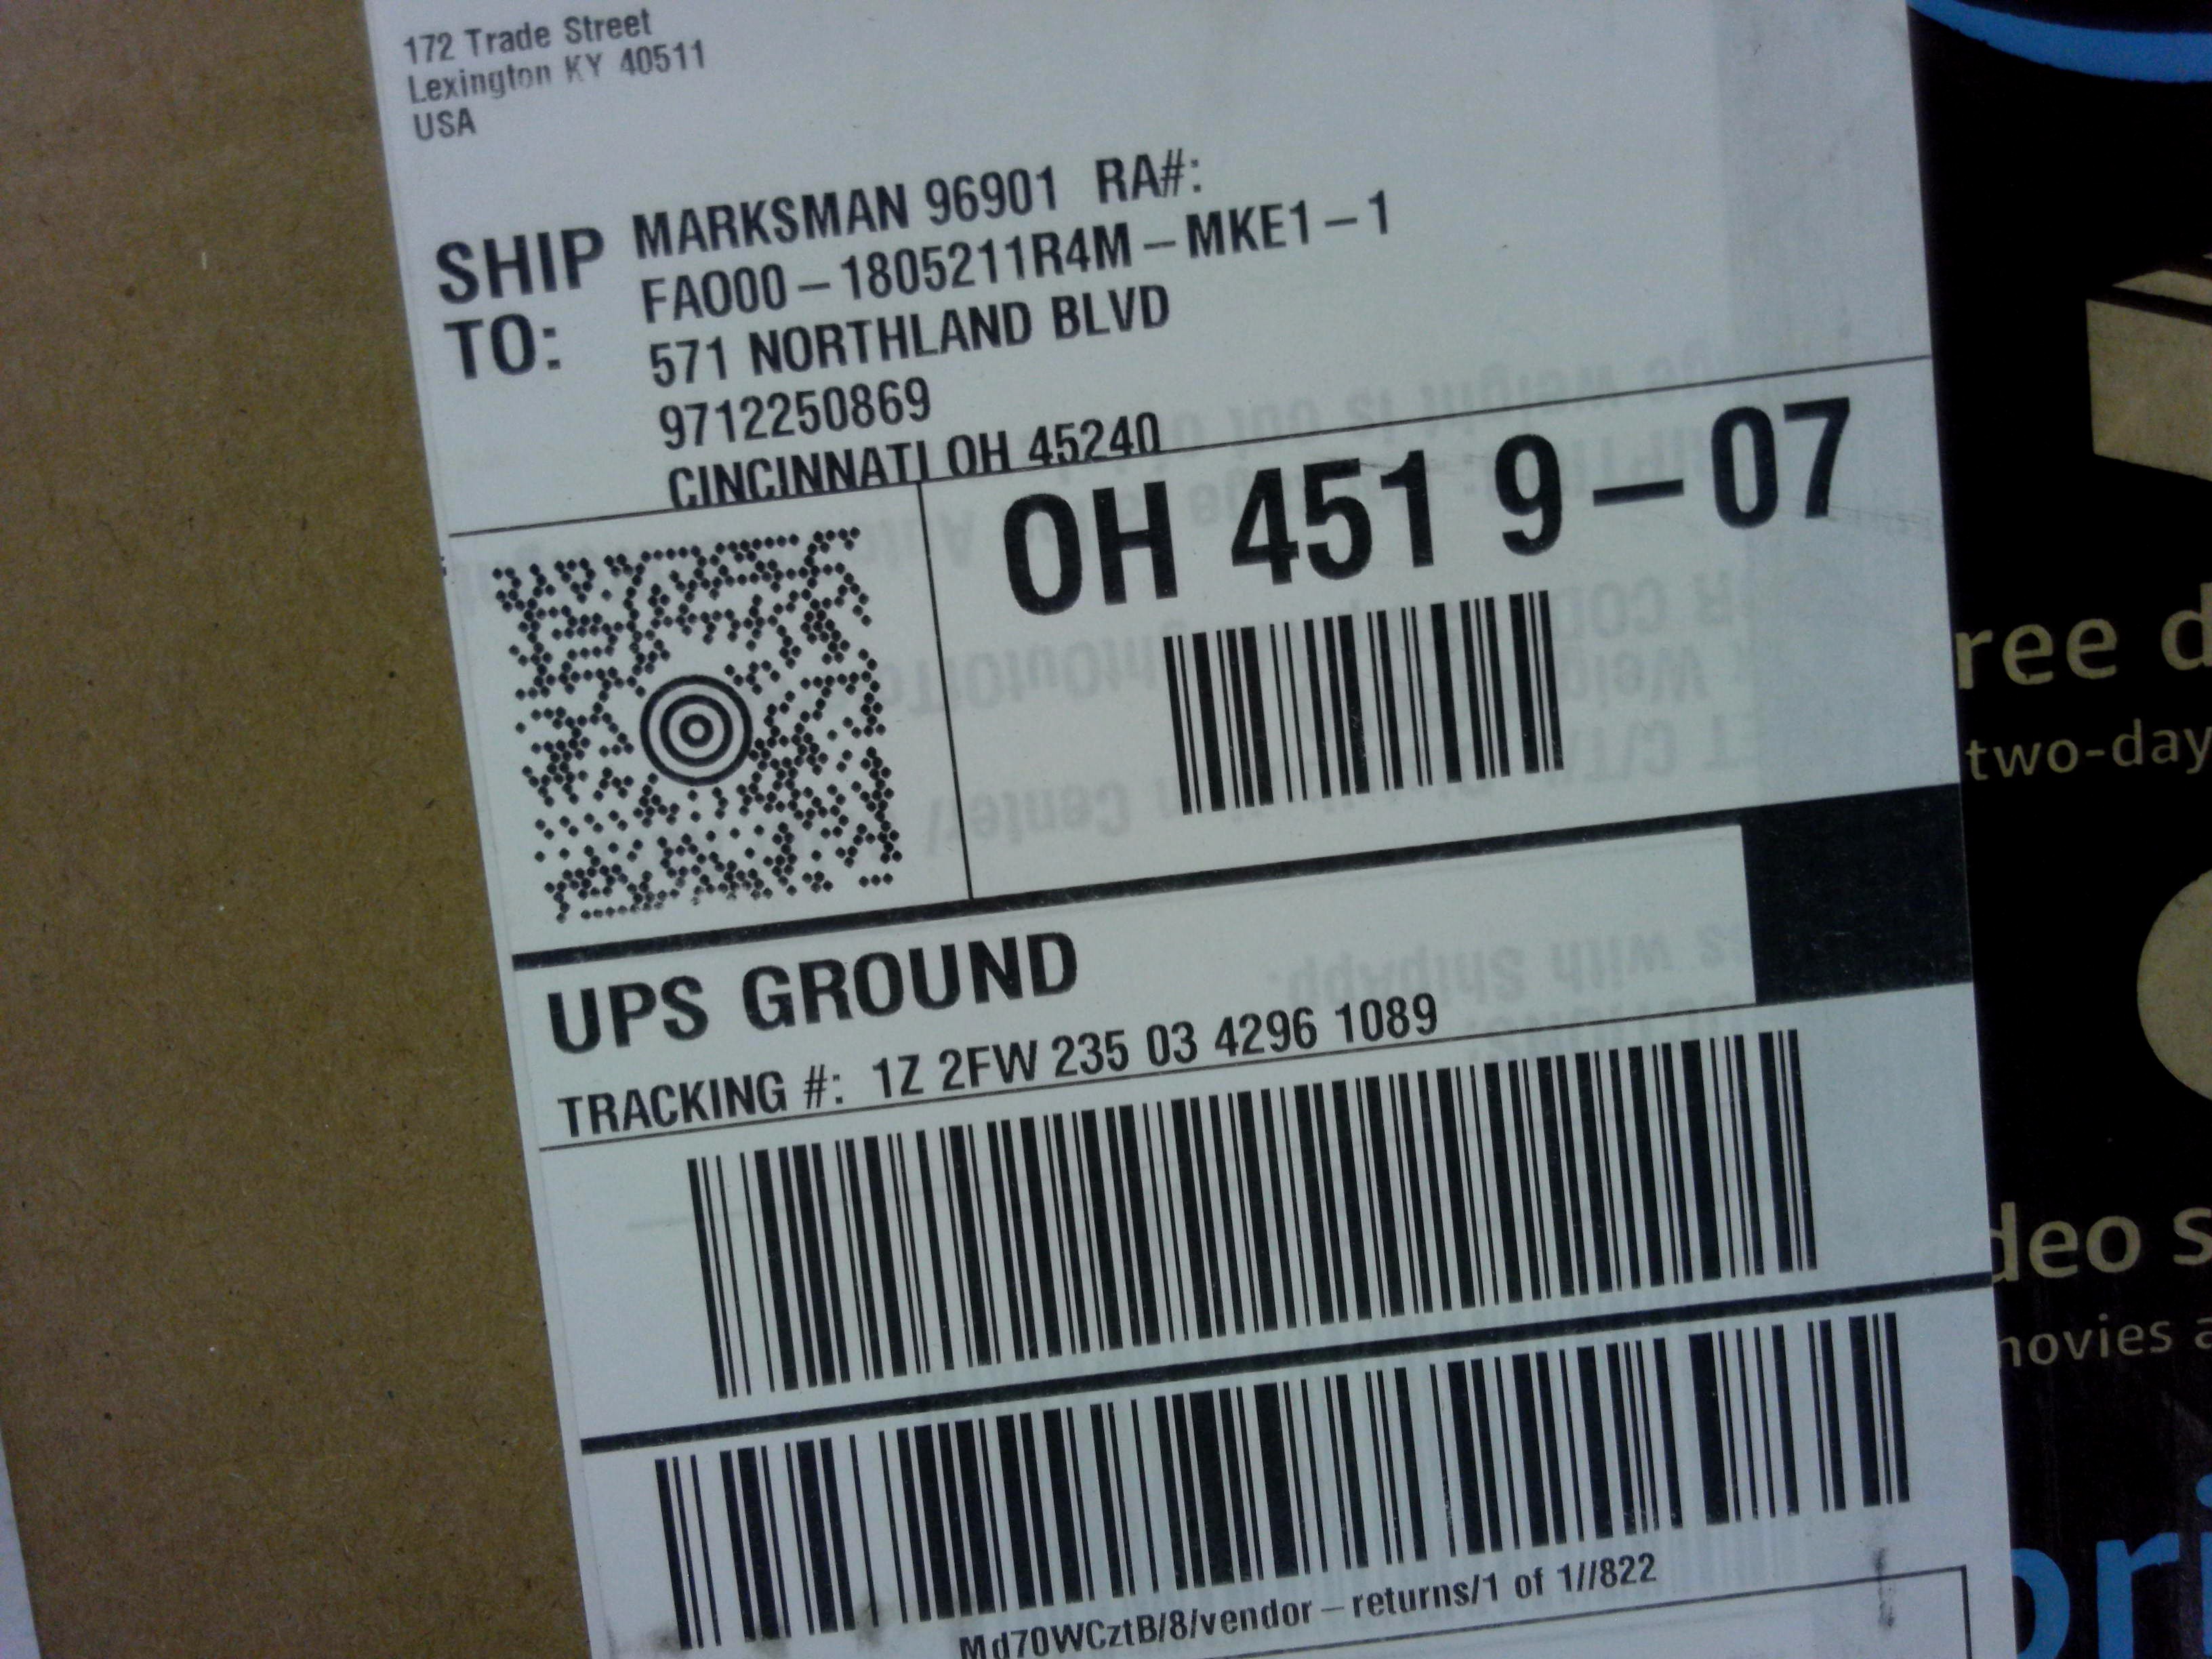 172 Trade Street
Lexington KY 40511
USA
SHIP TO:
MARKSMAN 96901 RA#:
FAO00-1805211R4M-MKE1-1
571 NORTHLAND BLVD
9712250869
CINCINNATI OH 45240
OH 451 9-07
UPS GROUND
TRACKING #: 1Z 2FW 235 03 4296 1089
Md70WCztB/8/vendor-returns/1 of 1//822
ree d
two-day
deo s
movies a
pri